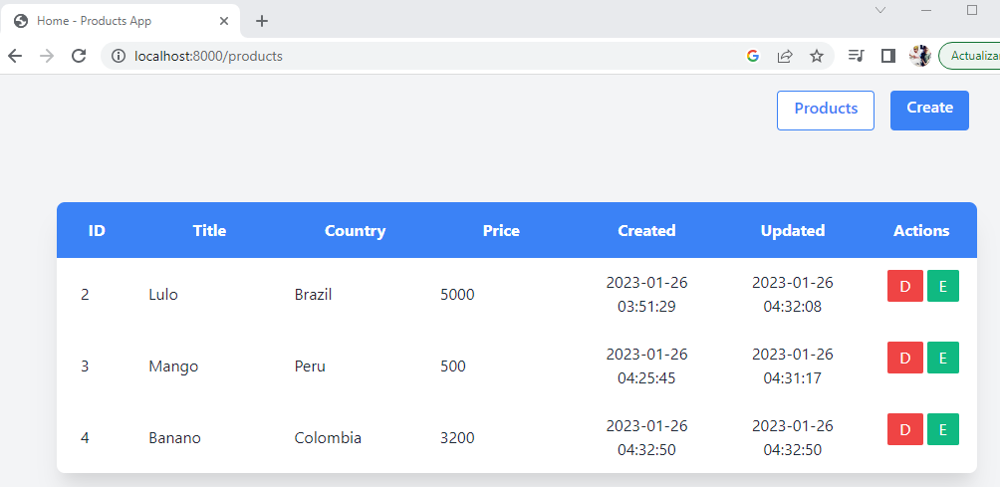 Home - Products App
localhost:8000/products
Actualiza
Products
Create
ID Title Country Price Created Updated Actions
2 Lulo Brazil 5000 2023-01-26 03:51:29 2023-01-26 04:32:08 D E
3 Mango Peru 500 2023-01-26 04:25:45 2023-01-26 04:31:17 D E
4 Banano Colombia 3200 2023-01-26 04:32:50 2023-01-26 04:32:50 D E